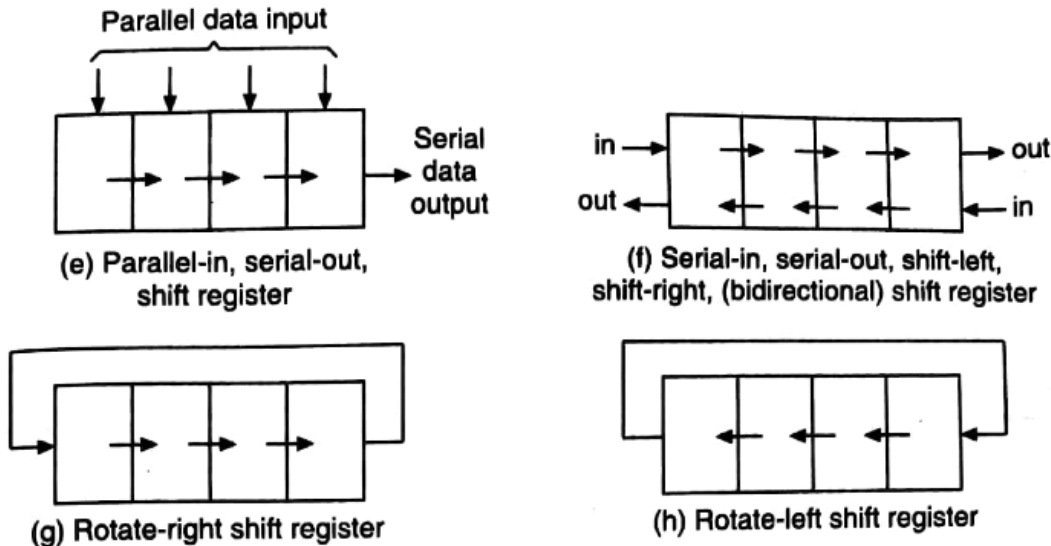 Parallel data input
Serial
data
output
(e) Parallel-in, serial-out,
shift register
in
out
out
in
(f) Serial-in, serial-out, shift-left,
shift-right, (bidirectional) shift register
(g) Rotate-right shift register
(h) Rotate-left shift register